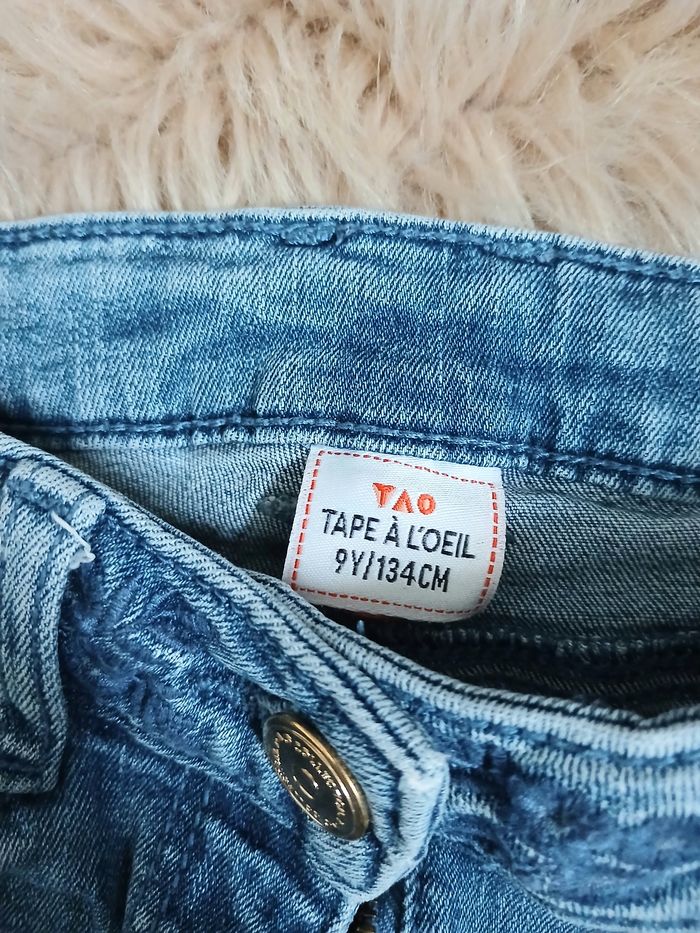 TAO
TAPE À L'OEIL
9Y/134CM